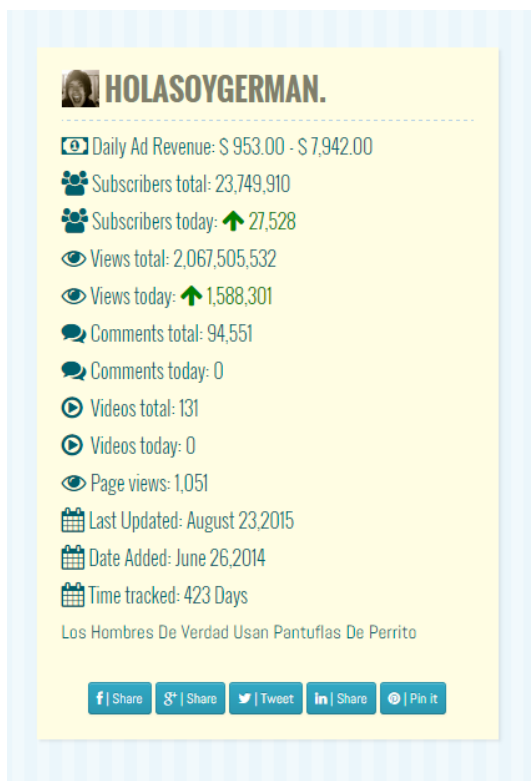 HOLASOYGERMAN.
Daily Ad Revenue: $ 953.00 - $ 7,942.00
Subscribers total: 23,749,910
Subscribers today: 27,528
Views total: 2,067,505,532
Views today: 1,588,301
Comments total: 94,551
Comments today: 0
Videos total: 131
Videos today: 0
Page views: 1,051
Last Updated: August 23,2015
Date Added: June 26,2014
Time tracked: 423 Days
Los Hombres De Verdad Usan Pantuflas De Perrito
f | Share g+ | Share | Tweet in | Share | Pin it